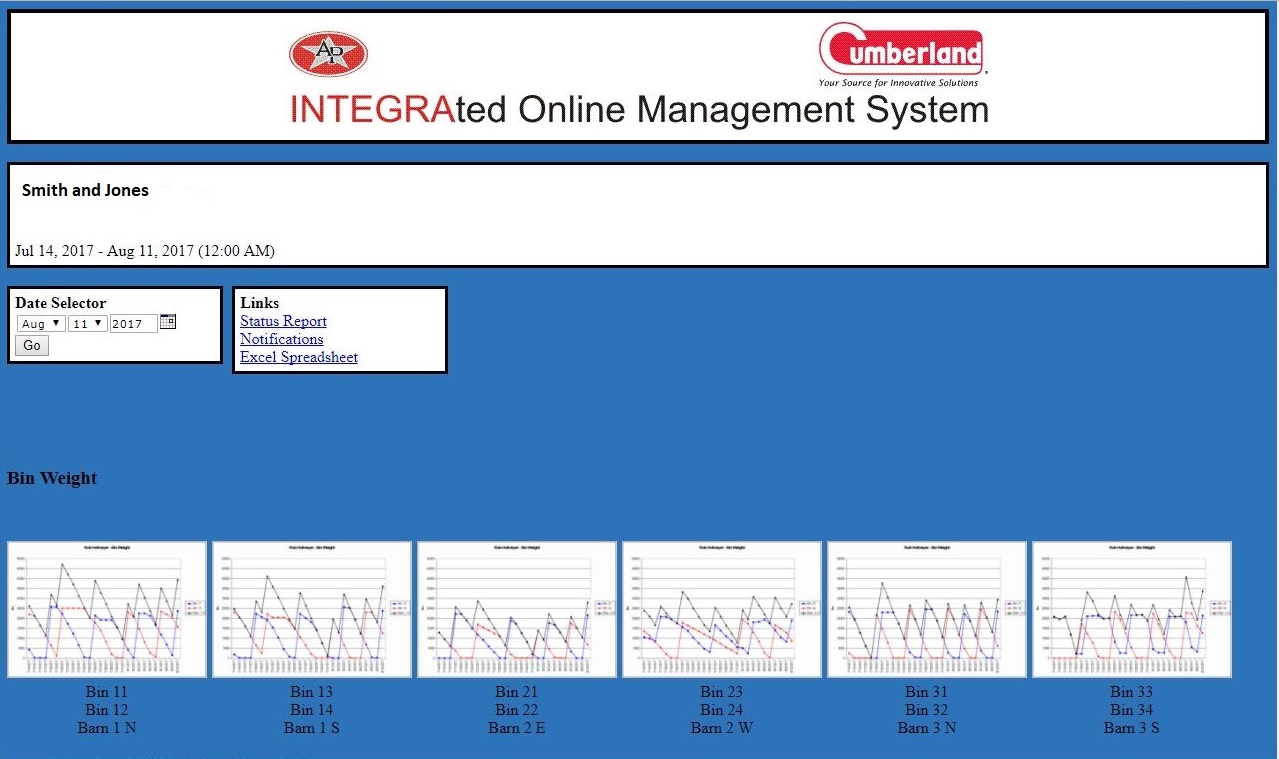 AP
Cumberland
Your Source for Innovative Solutions
INTEGRAted Online Management System
Smith and Jones
Jul 14, 2017 - Aug 11, 2017 (12:00 AM)
Date Selector
Aug 11 2017
Go
Links
Status Report
Notifications
Excel Spreadsheet
Bin Weight
Bin 11
Bin 12
Barn 1 N
Bin 13
Bin 14
Barn 1 S
Bin 21
Bin 22
Barn 2 E
Bin 23
Bin 24
Barn 2 W
Bin 31
Bin 32
Barn 3 N
Bin 33
Bin 34
Barn 3 S